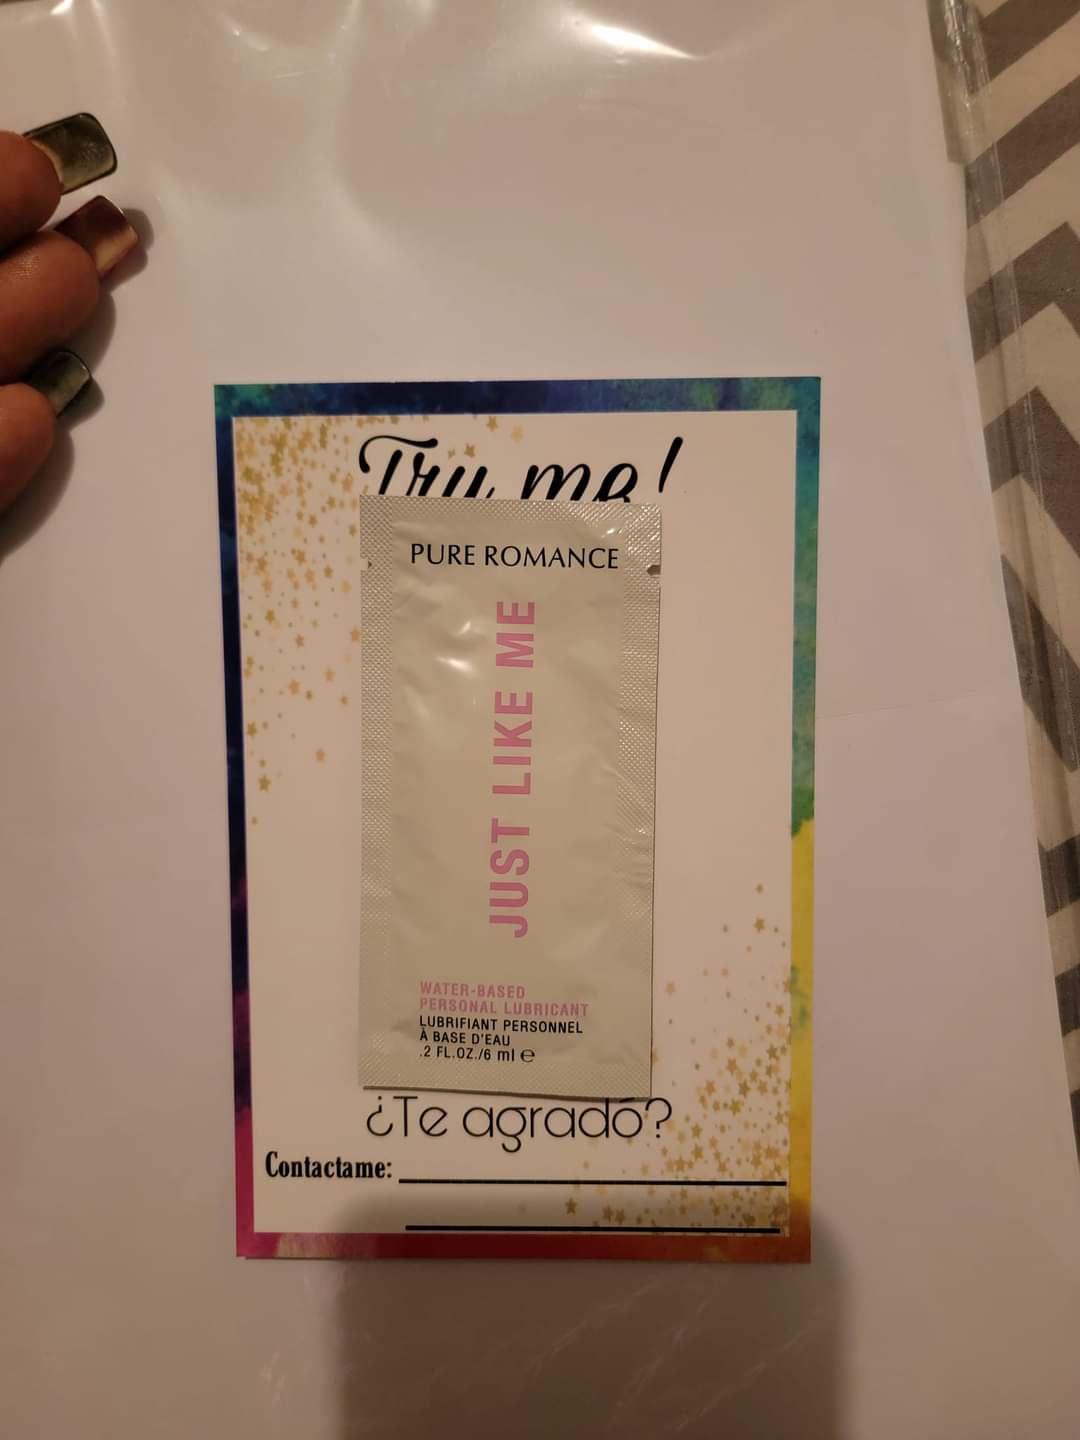 Try me!
PURE ROMANCE
JUST LIKE ME
WATER-BASED
PERSONAL LUBRICANT
LUBRIFIANT PERSONNEL
À BASE D'EAU
.2 FL.OZ./6 ml ℮
¿Te agradó?
Contactame: